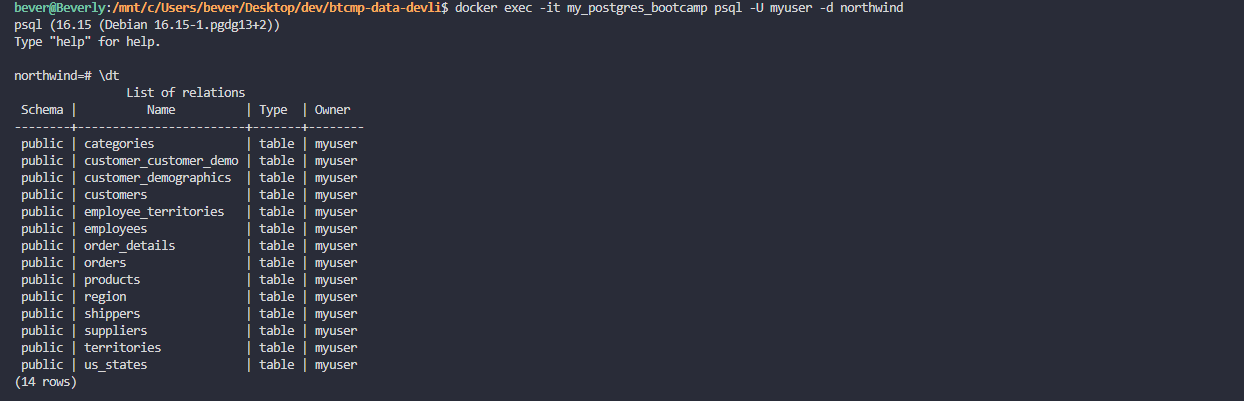 bever@Beverly:/mnt/c/Users/bever/Desktop/dev/btcmp-data-devli$ docker exec -it my_postgres_bootcamp psql -U myuser -d northwind
psql (16.15 (Debian 16.15-1.pgdg13+2))
Type "help" for help.

northwind=# \dt
               List of relations
 Schema |          Name          | Type  | Owner
--------+------------------------+-------+--------
 public | categories             | table | myuser
 public | customer_customer_demo | table | myuser
 public | customer_demographics  | table | myuser
 public | customers              | table | myuser
 public | employee_territories   | table | myuser
 public | employees              | table | myuser
 public | order_details          | table | myuser
 public | orders                 | table | myuser
 public | products               | table | myuser
 public | region                 | table | myuser
 public | shippers               | table | myuser
 public | suppliers              | table | myuser
 public | territories            | table | myuser
 public | us_states              | table | myuser
(14 rows)